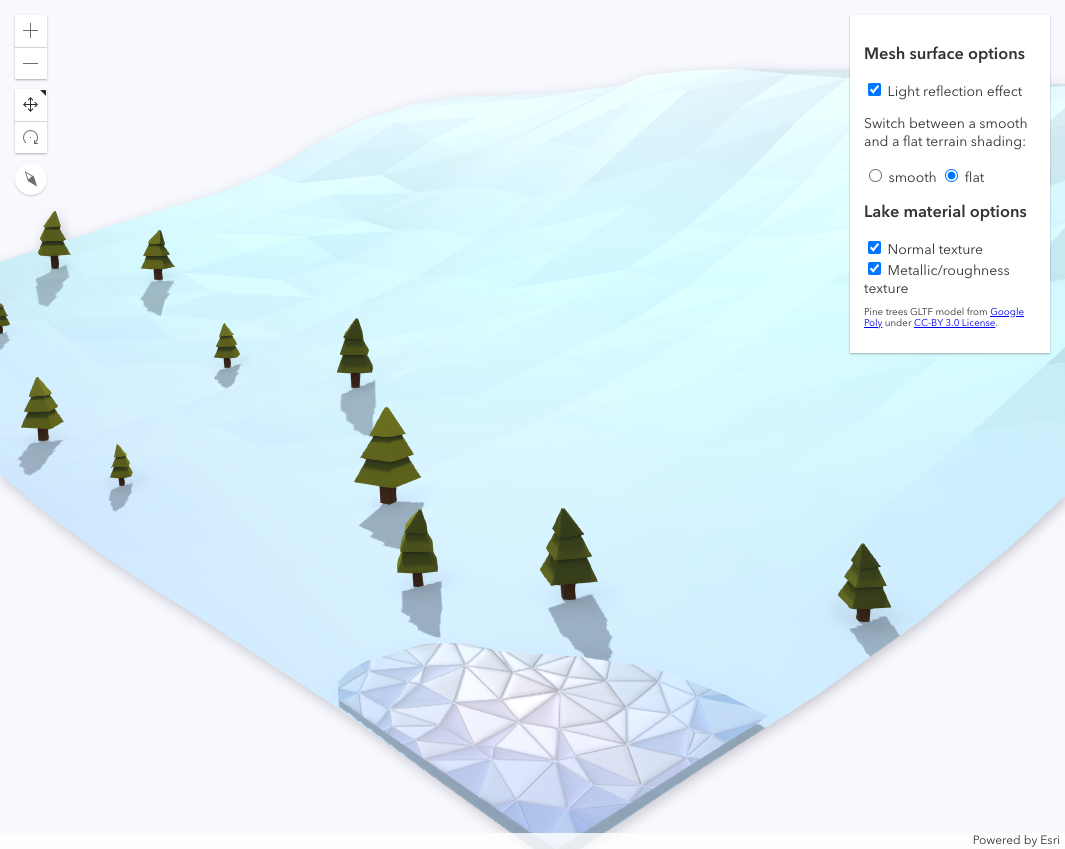 Mesh surface options
Light reflection effect
Switch between a smooth
and a flat terrain shading:
smooth flat
Lake material options
Normal texture
Metallic/roughness
texture
Pine trees GLTF model from Google
Poly under CC-BY 3.0 License.
Powered by Esri